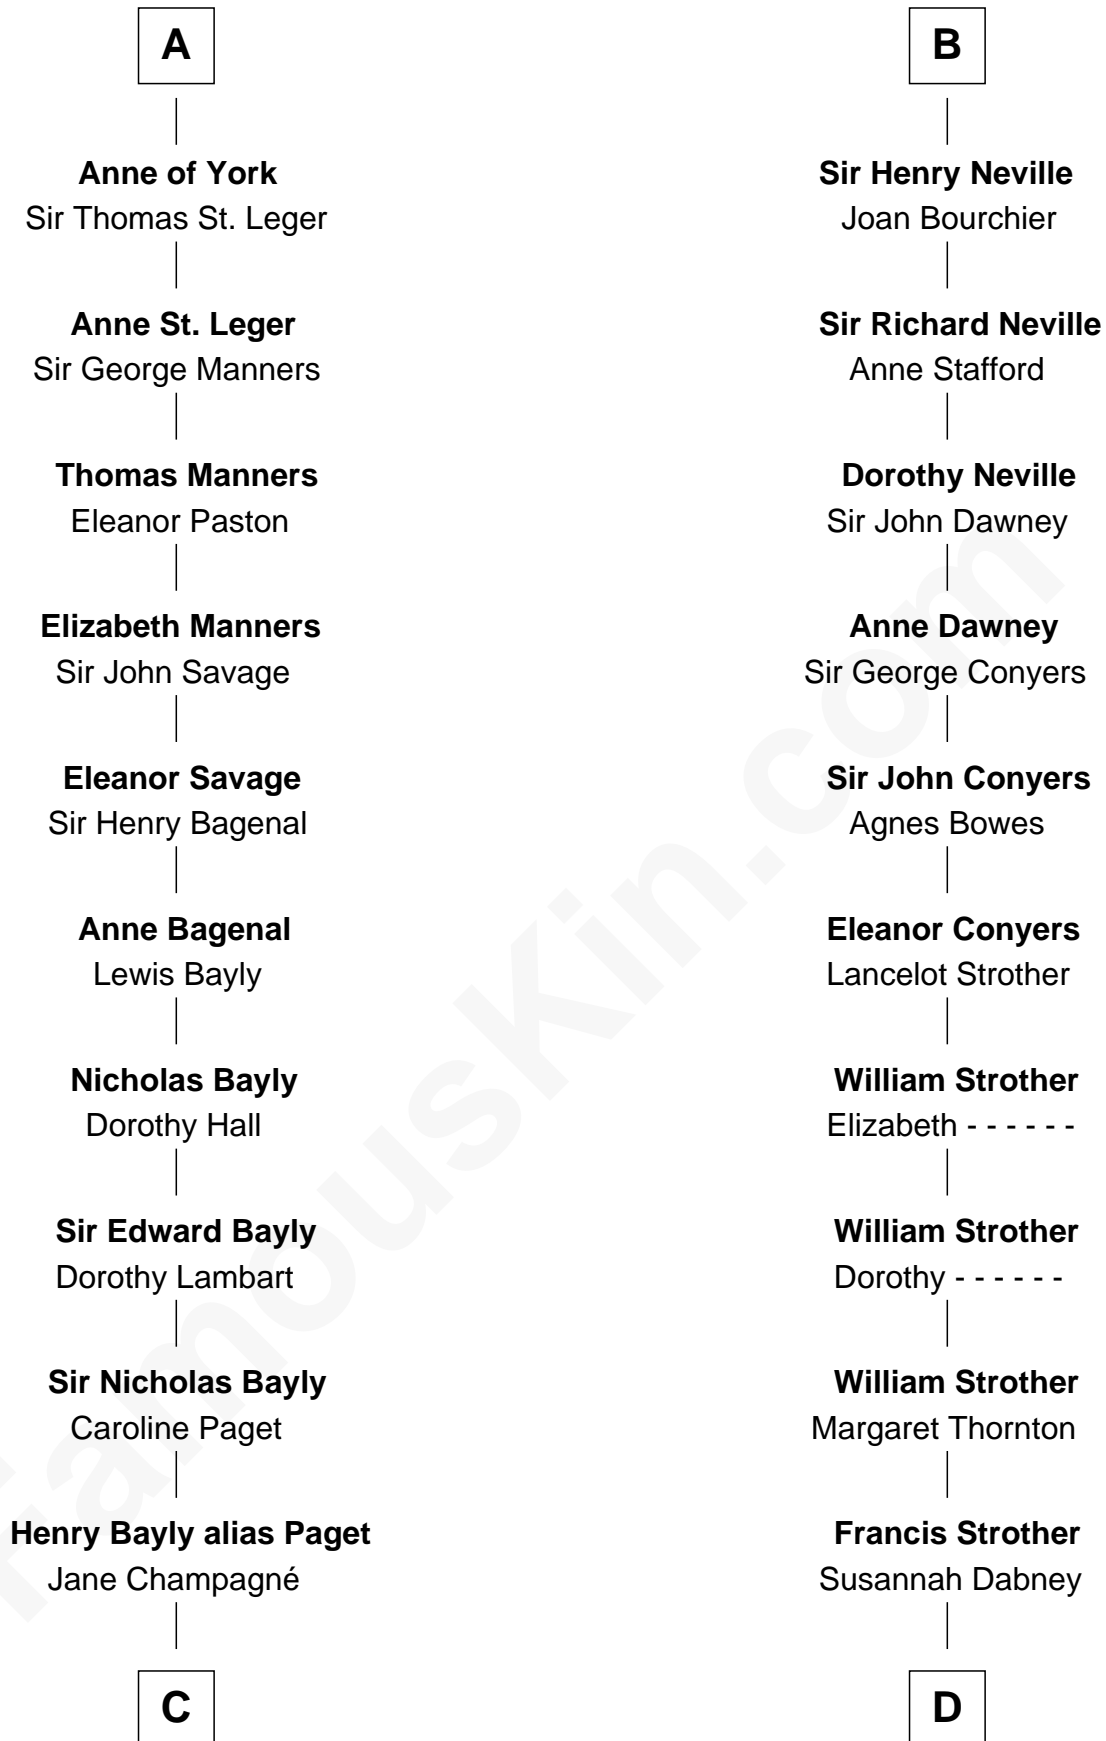 A
Anne of York
Sir Thomas St. Leger
Anne St. Leger
Sir George Manners
Thomas Manners
Eleanor Paston
Elizabeth Manners
Sir John Savage
Eleanor Savage
Sir Henry Bagenal
Anne Bagenal
Lewis Bayly
Nicholas Bayly
Dorothy Hall
Sir Edward Bayly
Dorothy Lambart
Sir Nicholas Bayly
Caroline Paget
Henry Bayly alias Paget
Jane Champagné
C
B
Sir Henry Neville
Joan Bourchier
Sir Richard Neville
Anne Stafford
Dorothy Neville
Sir John Dawney
Anne Dawney
Sir George Conyers
Sir John Conyers
Agnes Bowes
Eleanor Conyers
Lancelot Strother
William Strother
Elizabeth - - - - - -
William Strother
Dorothy - - - - - -
William Strother
Margaret Thornton
Francis Strother
Susannah Dabney
D
FamousKin.com